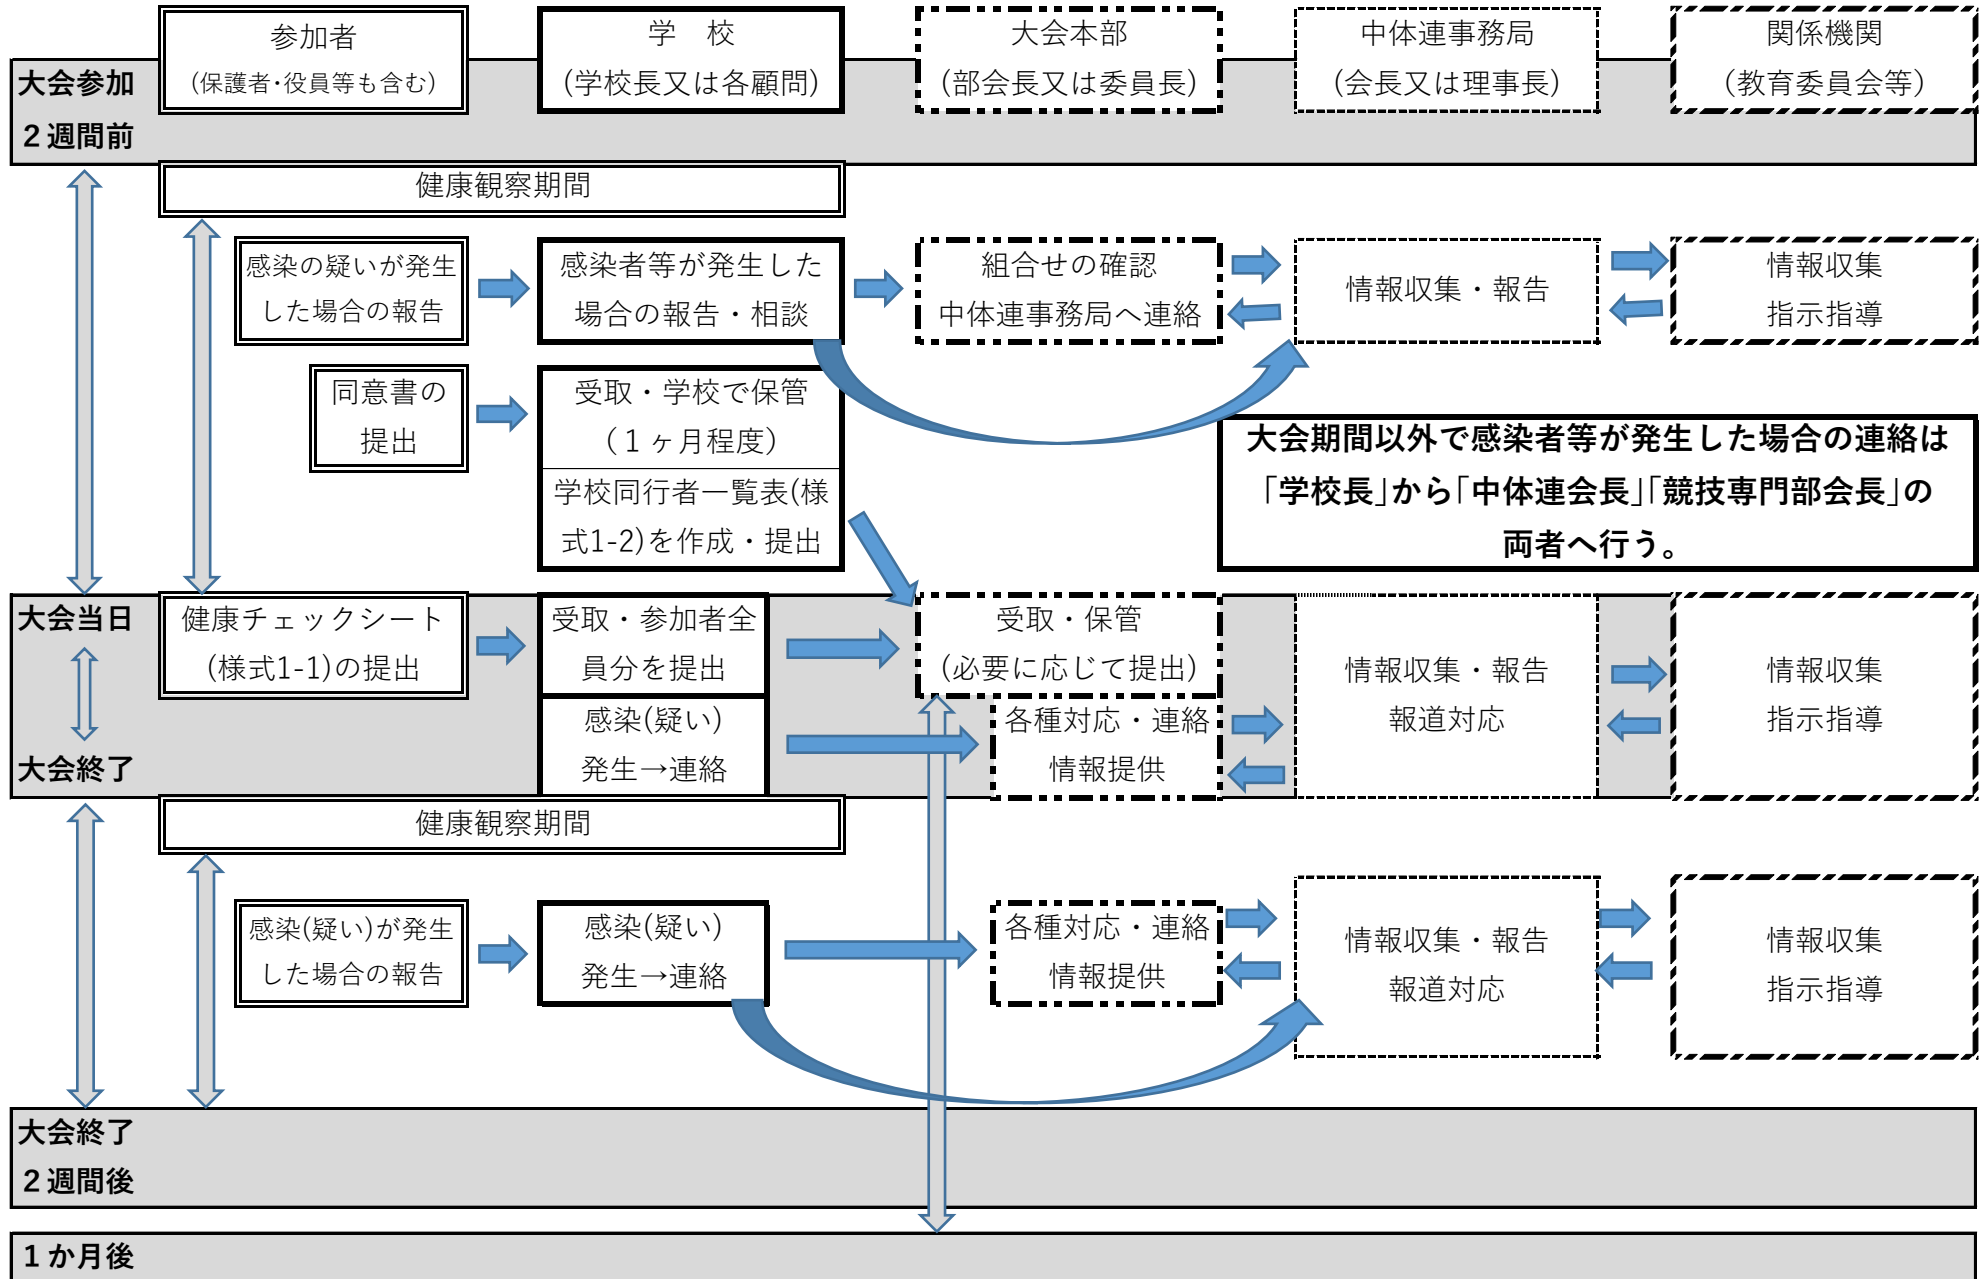 参加者
(保護者･役員等も含む)
学　校
(学校長又は各顧問)
大会本部
(部会長又は委員長)
中体連事務局
(会長又は理事長)
関係機関
(教育委員会等)
大会参加
２週間前
健康観察期間
感染の疑いが発生
した場合の報告
感染者等が発生した
場合の報告・相談
組合せの確認
中体連事務局へ連絡
情報収集・報告
情報収集
指示指導
同意書の
提出
受取・学校で保管
（１ヶ月程度）
学校同行者一覧表(様
式1-2)を作成・提出
大会期間以外で感染者等が発生した場合の連絡は
｢学校長｣から｢中体連会長｣｢競技専門部会長｣の
両者へ行う。
大会当日
大会終了
健康チェックシート
(様式1-1)の提出
受取・参加者全
員分を提出
感染(疑い)
発生→連絡
受取・保管
(必要に応じて提出)
各種対応・連絡
情報提供
情報収集・報告
報道対応
情報収集
指示指導
健康観察期間
感染(疑い)が発生
した場合の報告
感染(疑い)
発生→連絡
各種対応・連絡
情報提供
情報収集・報告
報道対応
情報収集
指示指導
大会終了
２週間後
１か月後